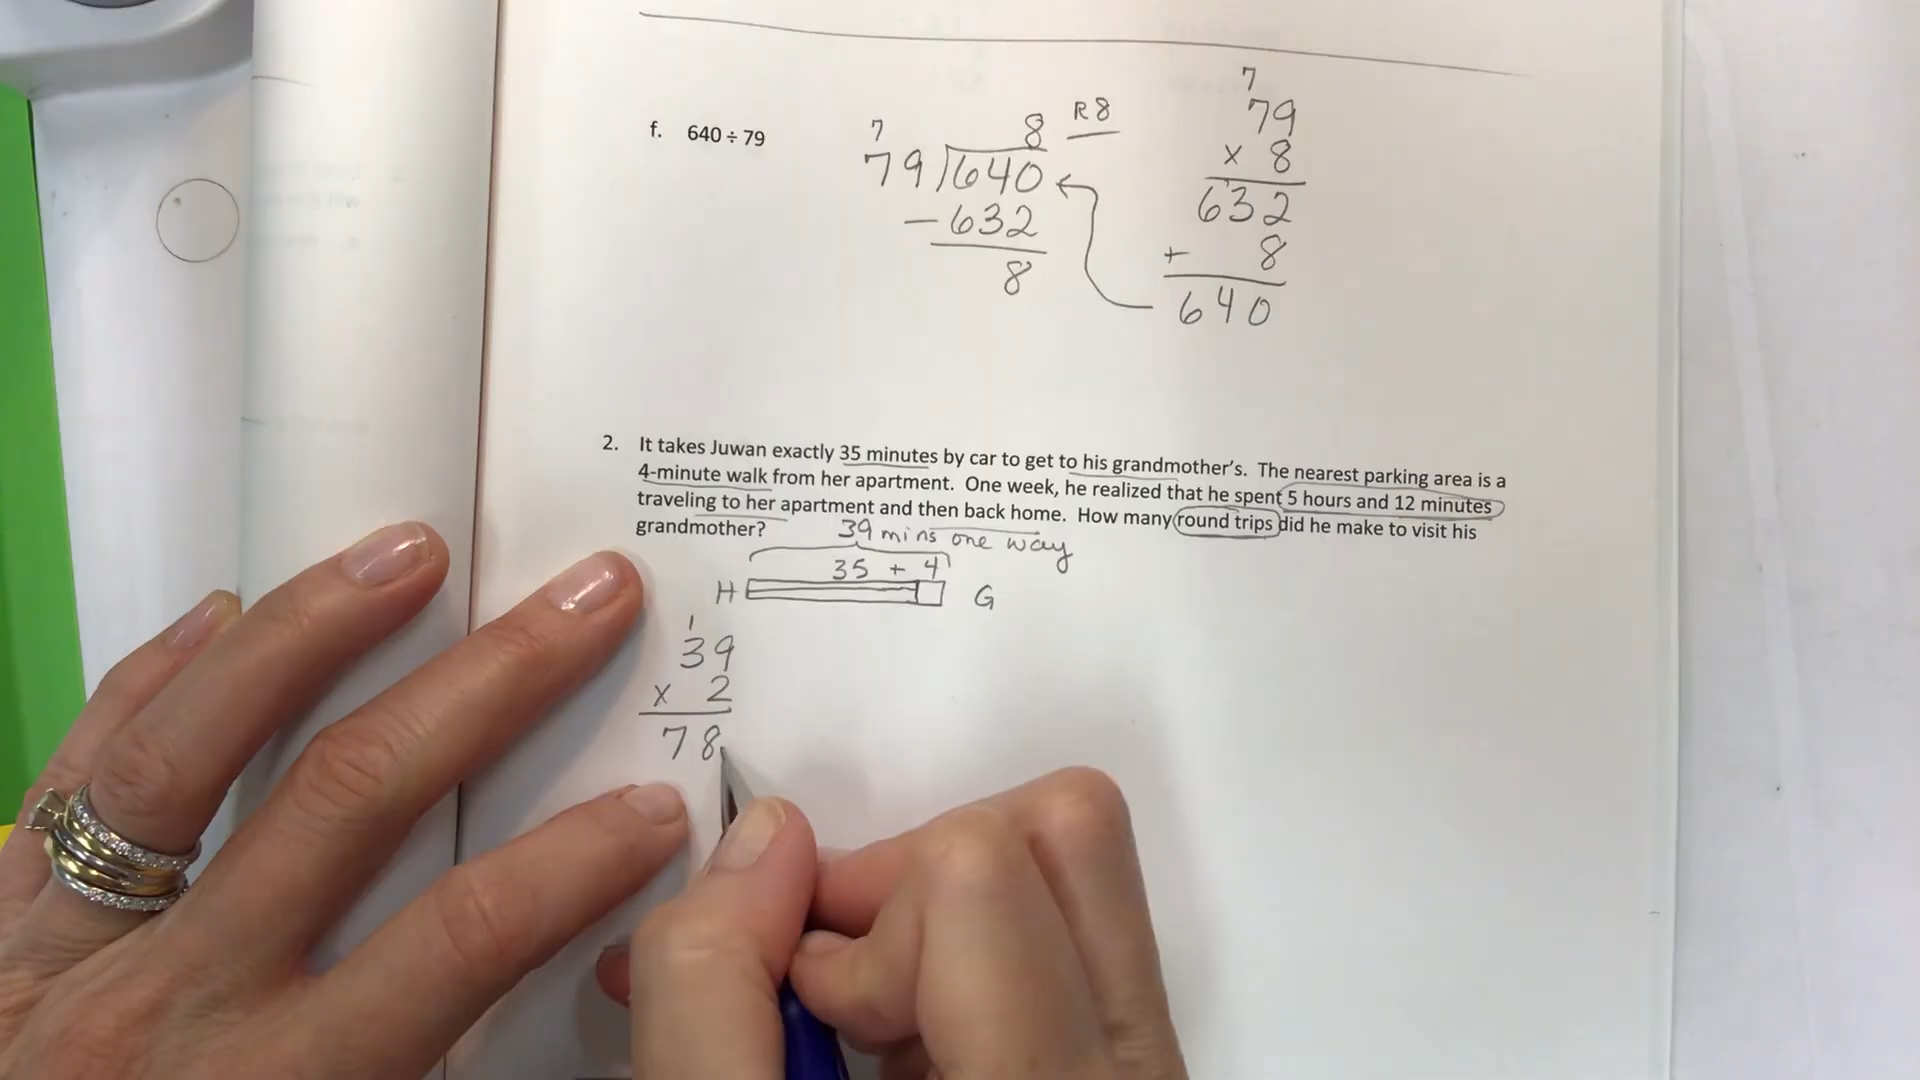 f. 640 ÷ 79
7
8 R8
79 640
-632
8
7
79
x 8
632
+ 8
640
2. It takes Juwan exactly 35 minutes by car to get to his grandmother's. The nearest parking area is a
4-minute walk from her apartment. One week, he realized that he spent 5 hours and 12 minutes
traveling to her apartment and then back home. How many round trips did he make to visit his
grandmother?
39 mins one way
35 + 4
H G
1
39
x 2
78